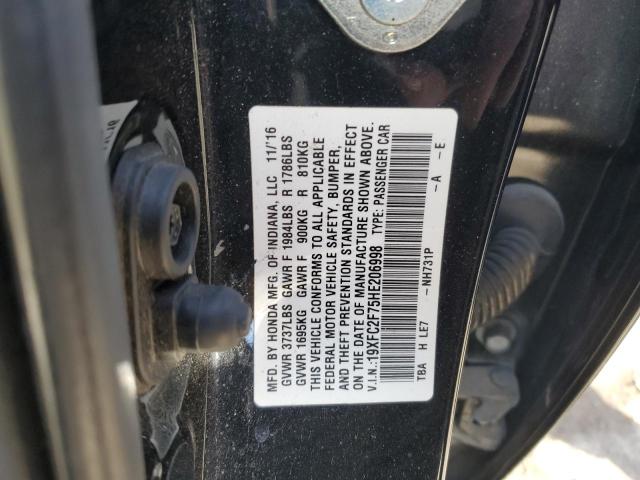 MFD. BY HONDA MFG. OF INDIANA, LLC 11/'16
GVWR 3737LBS GAWR F 1984LBS R 1786LBS
GVWR 1695KG GAWR F 900KG R 810KG
THIS VEHICLE CONFORMS TO ALL APPLICABLE
FEDERAL MOTOR VEHICLE SAFETY, BUMPER,
AND THEFT PREVENTION STANDARDS IN EFFECT
ON THE DATE OF MANUFACTURE SHOWN ABOVE.
V.I.N.:19XFC2F75HE206998 TYPE: PASSENGER CAR
TBA H LE7 -NH731P -A -E